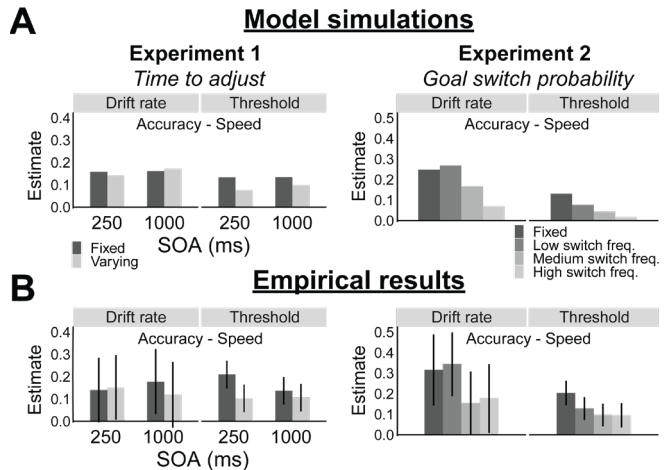 A
Model simulations
Experiment 1
Time to adjust
Drift rate
Threshold
Accuracy - Speed
Estimate
0.4
0.3
0.2
0.1
0.0
250
1000
250
1000
SOA (ms)
Fixed
Varying
Experiment 2
Goal switch probability
Drift rate
Threshold
Accuracy - Speed
Estimate
0.5
0.4
0.3
0.2
0.1
0.0
Fixed
Low switch freq.
Medium switch freq.
High switch freq.
B
Empirical results
Drift rate
Threshold
Accuracy - Speed
Estimate
0.4
0.3
0.2
0.1
0.0
250
1000
250
1000
SOA (ms)
Drift rate
Threshold
Accuracy - Speed
Estimate
0.5
0.4
0.3
0.2
0.1
0.0